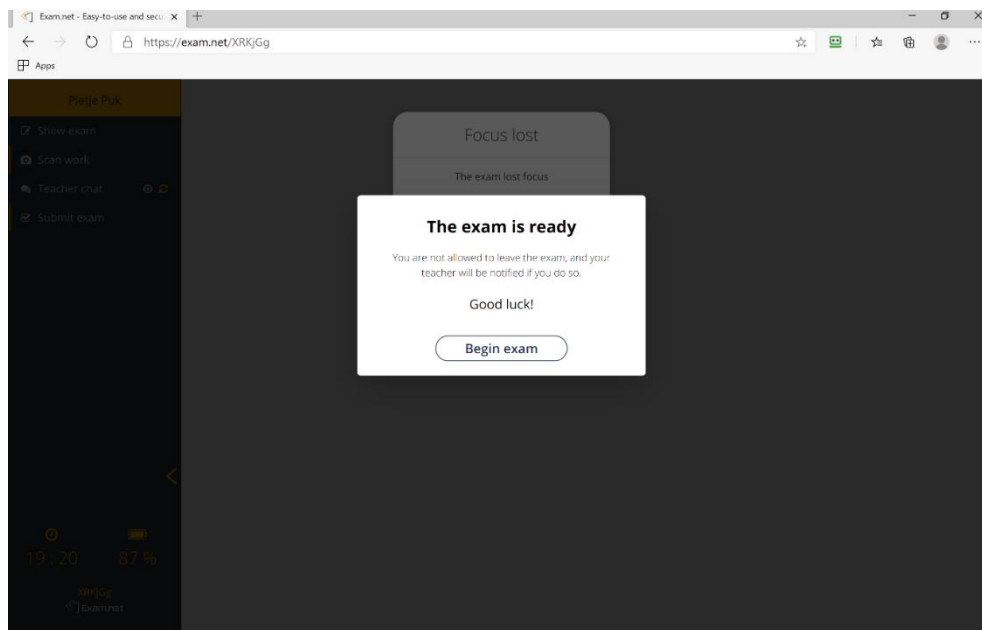 Exam.net - Easy-to-use and secu
https://exam.net/XRKjGg
Apps
Pietje Puk
Show exam
Scan work
Teacher chat
Submit exam
Focus lost
The exam lost focus
The exam is ready
You are not allowed to leave the exam, and your
teacher will be notified if you do so.
Good luck!
Begin exam
19:20
87 %
XRKjGg
Exam.net